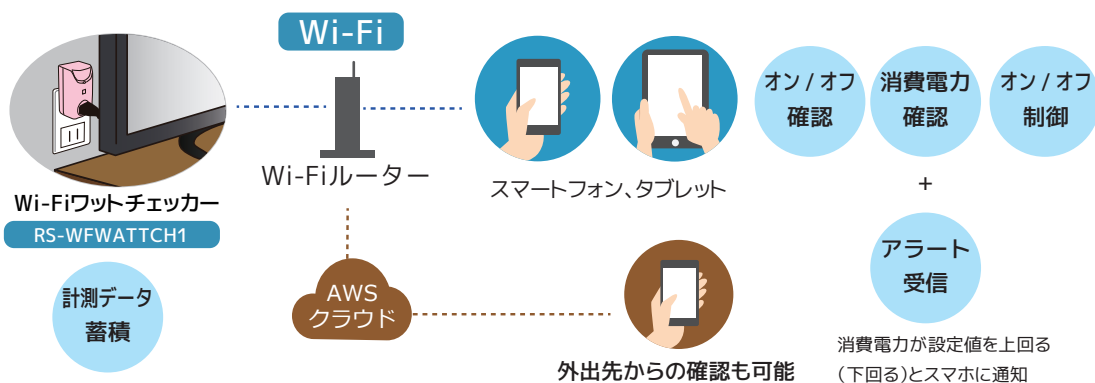 Wi-Fi
Wi-Fiルーター
Wi-Fiワットチェッカー
RS-WFWATTCH1
計測データ
蓄積
AWS
クラウド
スマートフォン、タブレット
外出先からの確認も可能
オン / オフ
確認
消費電力
確認
オン / オフ
制御
+
アラート
受信
消費電力が設定値を上回る
(下回る)とスマホに通知